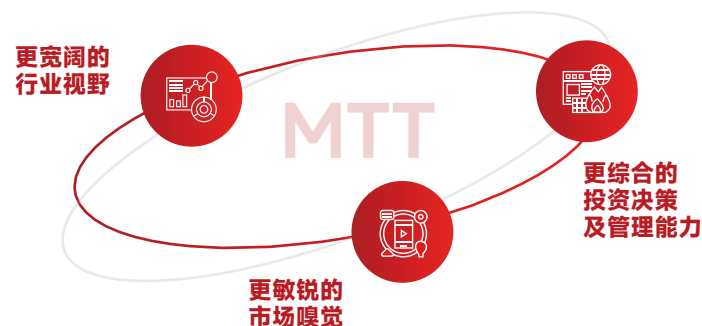 更宽阔的
行业视野
MTT
更综合的
投资决策
及管理能力
更敏锐的
市场嗅觉